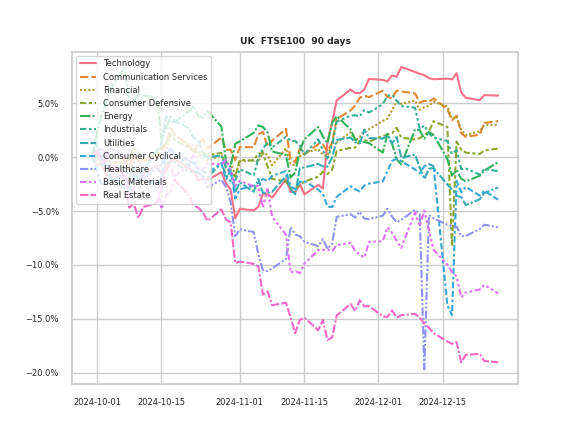 UK  FTSE100  90 days
Technology
Communication Services
Financial
Consumer Defensive
Energy
Industrials
Utilities
Consumer Cyclical
Healthcare
Basic Materials
Real Estate
5.0%
0.0%
−5.0%
−10.0%
−15.0%
−20.0%
2024-10-01 2024-10-15 2024-11-01 2024-11-15 2024-12-01 2024-12-15